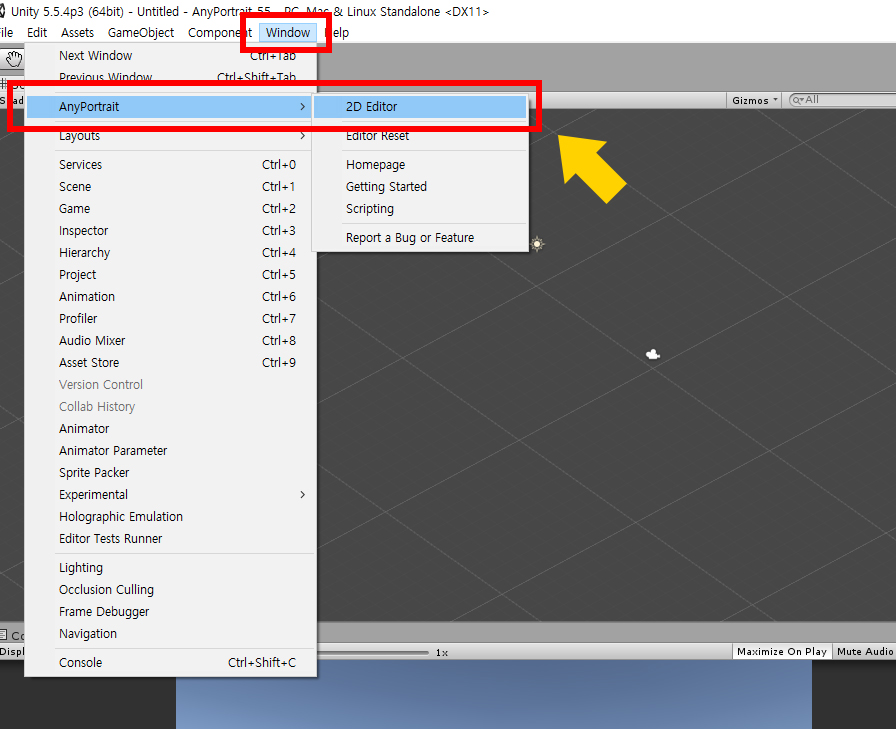 Unity 5.5.4p3 (64bit) - Untitled - AnyPortrait 55 - PC, Mac & Linux Standalone <DX11>
Edit Assets GameObject Component Window
Next Window Ctrl+Tab
Previous Window Ctrl+Shift+Tab
Gizmos All
AnyPortrait 2D Editor
Layouts Editor Reset
Services Ctrl+0 Homepage
Scene Ctrl+1 Getting Started
Game Ctrl+2 Scripting
Inspector Ctrl+3 Report a Bug or Feature
Hierarchy Ctrl+4
Project Ctrl+5
Animation Ctrl+6
Profiler Ctrl+7
Audio Mixer Ctrl+8
Asset Store Ctrl+9
Version Control
Collab History
Animator
Animator Parameter
Sprite Packer
Experimental
Holographic Emulation
Editor Tests Runner
Lighting
Occlusion Culling
Frame Debugger
Navigation
1x Maximize On Play Mute Audio
Console Ctrl+Shift+C